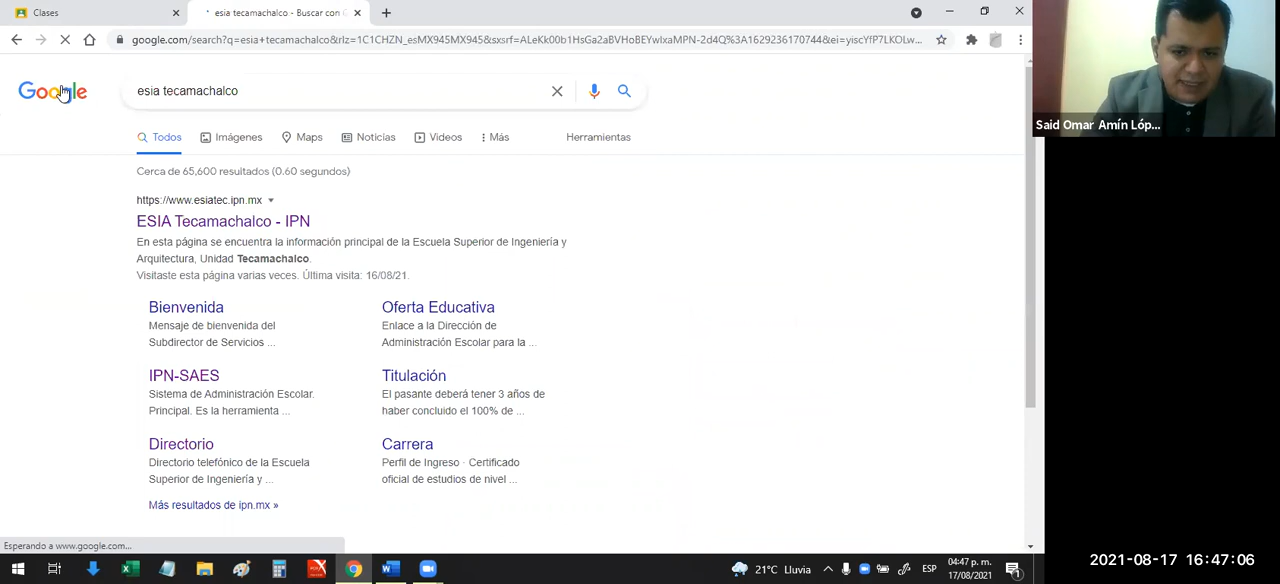 Clases
esia tecamachalco - Buscar con G
google.com/search?q=esia+tecamachalco&rlz=1C1CHZN_esMX945MX945&sxsrf=ALeKk00b1HsGa2aBVHoBEYwIxaMPN-2d4Q%3A1629236170744&ei=yiscYfP7LKOLw...
Google
esia tecamachalco
Todos
Imágenes
Maps
Noticias
Videos
Más
Herramientas
Cerca de 65,600 resultados (0.60 segundos)
https://www.esiatec.ipn.mx
ESIA Tecamachalco - IPN
En esta página se encuentra la información principal de la Escuela Superior de Ingeniería y
Arquitectura, Unidad Tecamachalco.
Visitaste esta página varias veces. Última visita: 16/08/21.
Bienvenida
Mensaje de bienvenida del
Subdirector de Servicios ...
Oferta Educativa
Enlace a la Dirección de
Administración Escolar para la ...
IPN-SAES
Sistema de Administración Escolar.
Principal. Es la herramienta ...
Titulación
El pasante deberá tener 3 años de
haber concluido el 100% de ...
Directorio
Directorio telefónico de la Escuela
Superior de Ingeniería y ...
Carrera
Perfil de Ingreso · Certificado
oficial de estudios de nivel ...
Más resultados de ipn.mx »
Esperando a www.google.com...
21°C Lluvia
ESP
04:47 p. m.
17/08/2021
1
Said Omar Amín Lóp...
2021-08-17 16:47:06